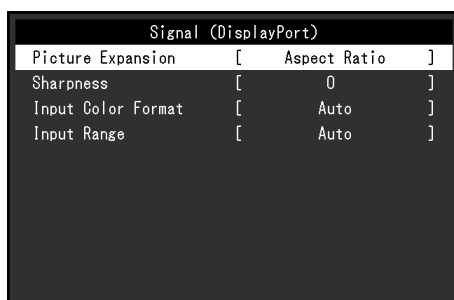 Signal (DisplayPort)
Picture Expansion [ Aspect Ratio ]
Sharpness [ 0 ]
Input Color Format [ Auto ]
Input Range [ Auto ]